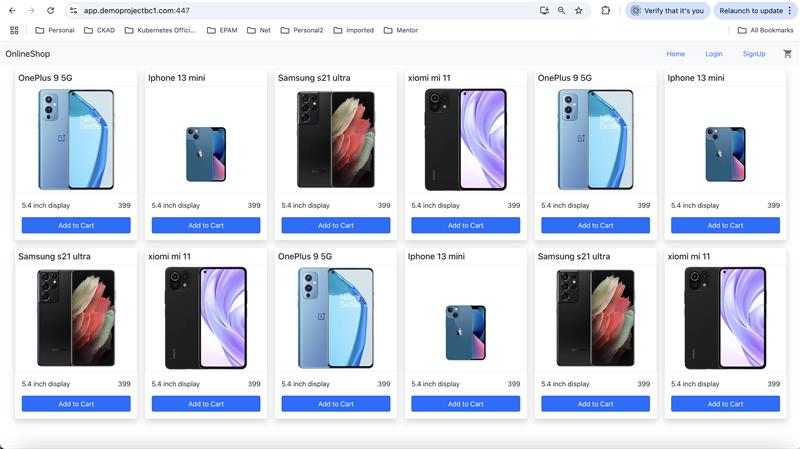 app.demoprojectbc1.com:447
Verify that it's you
Relaunch to update
Personal
CKAD
Kubernetes Offici...
EPAM
Net
Personal2
Imported
Mentor
All Bookmarks
OnlineShop
Home
Login
SignUp
OnePlus 9 5G
Iphone 13 mini
Samsung s21 ultra
xiomi mi 11
OnePlus 9 5G
Iphone 13 mini
Never
Settle
Never
Settle
5.4 inch display 399
5.4 inch display 399
5.4 inch display 399
5.4 inch display 399
5.4 inch display 399
5.4 inch display 399
Add to Cart
Add to Cart
Add to Cart
Add to Cart
Add to Cart
Add to Cart
Samsung s21 ultra
xiomi mi 11
OnePlus 9 5G
Iphone 13 mini
Samsung s21 ultra
xiomi mi 11
Never
Settle
5.4 inch display 399
5.4 inch display 399
5.4 inch display 399
5.4 inch display 399
5.4 inch display 399
5.4 inch display 399
Add to Cart
Add to Cart
Add to Cart
Add to Cart
Add to Cart
Add to Cart